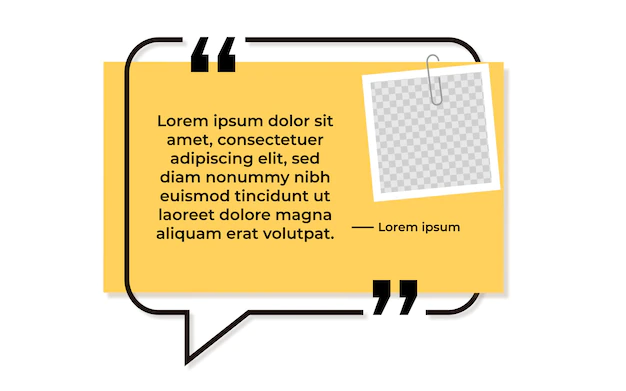 “
Lorem ipsum dolor sit
amet, consectetuer
adipiscing elit, sed
diam nonummy nibh
euismod tincidunt ut
laoreet dolore magna
aliquam erat volutpat.
— Lorem ipsum
”